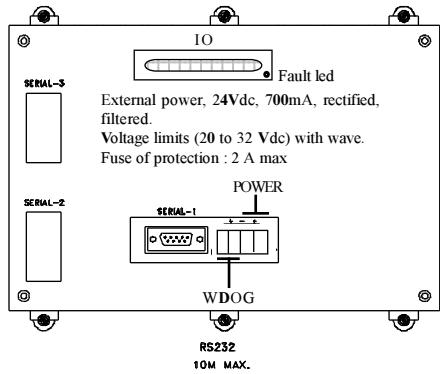 IO
Fault led
SERIAL-3
External power, 24Vdc, 700mA, rectified,
filtered.
Voltage limits (20 to 32 Vdc) with wave.
Fuse of protection : 2 A max
POWER
SERIAL-2
SERIAL-1
+ - +
WDOG
RS232
10M MAX.